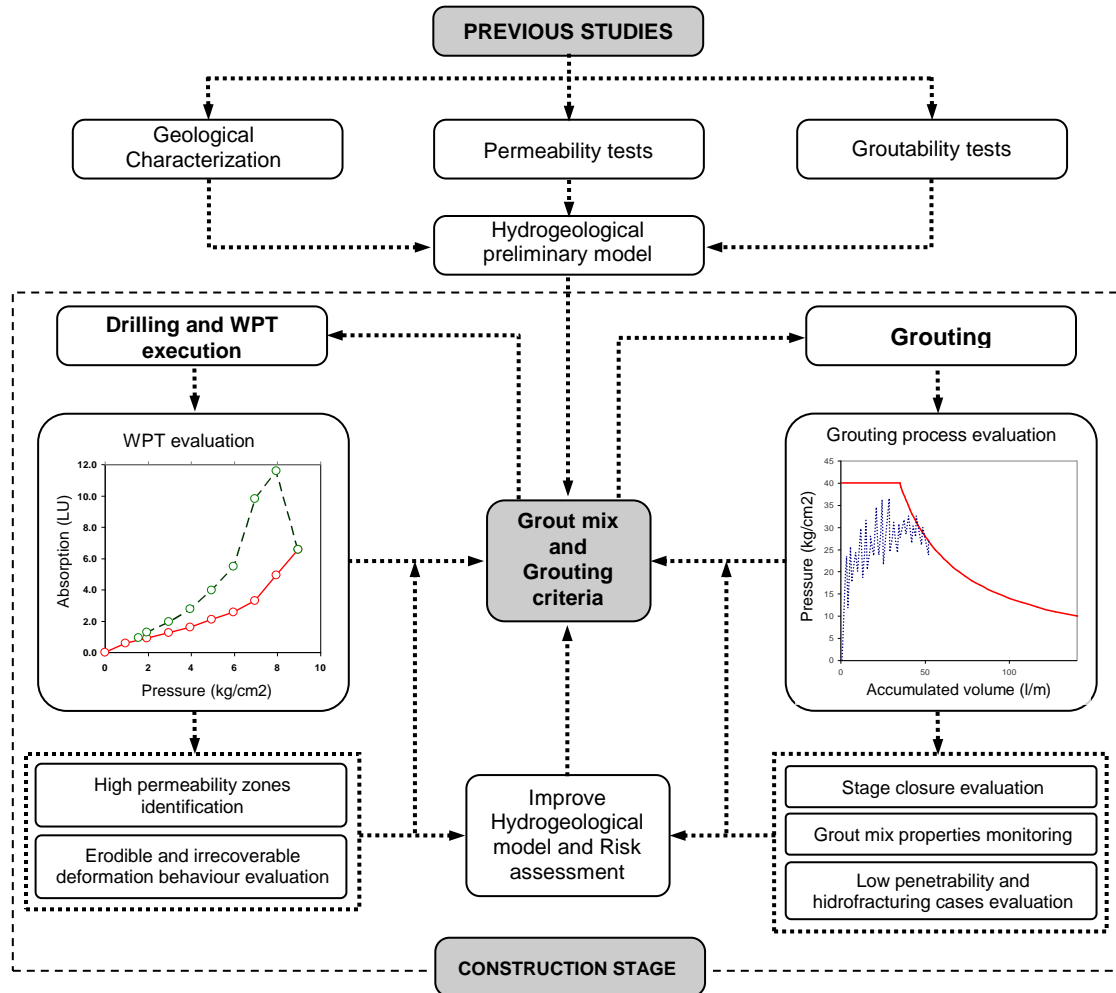 PREVIOUS STUDIES
Geological
Characterization
Permeability tests
Groutability tests
Hydrogeological
preliminary model
Drilling and WPT
execution
Grouting
WPT evaluation
12.0
10.0
8.0
6.0
4.0
2.0
0.0
Absorption (LU)
0 2 4 6 8 10
Pressure (kg/cm2)
Grout mix
and
Grouting
criteria
Grouting process evaluation
45
40
35
30
25
20
15
10
5
0
Pressure (kg/cm2)
0 50 100
Accumulated volume (l/m)
High permeability zones
identification
Erodible and irrecoverable
deformation behaviour evaluation
Improve
Hydrogeological
model and Risk
assessment
Stage closure evaluation
Grout mix properties monitoring
Low penetrability and
hidrofracturing cases evaluation
CONSTRUCTION STAGE